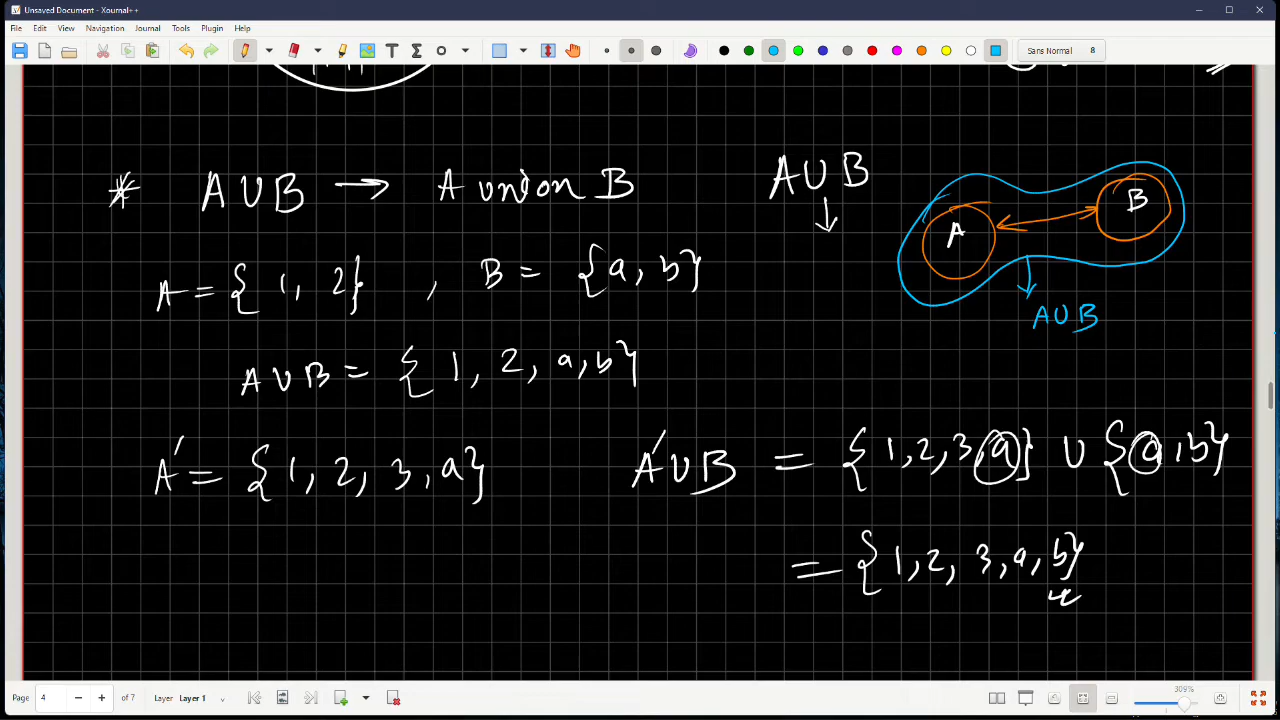 Unsaved Document - Xournal++
File Edit View Navigation Journal Tools Plugin Help
Sans Normal 8
* A ∪ B → A union B
A ∪ B
↓
A
B
A ∪ B
A = {1, 2} , B = {a, b}
A ∪ B = {1, 2, a, b}
A' = {1, 2, 3, a}
A' ∪ B = {1, 2, 3, a} ∪ {a, b}
= {1, 2, 3, a, b}
Page 4 of 7 Layer Layer 1
309%